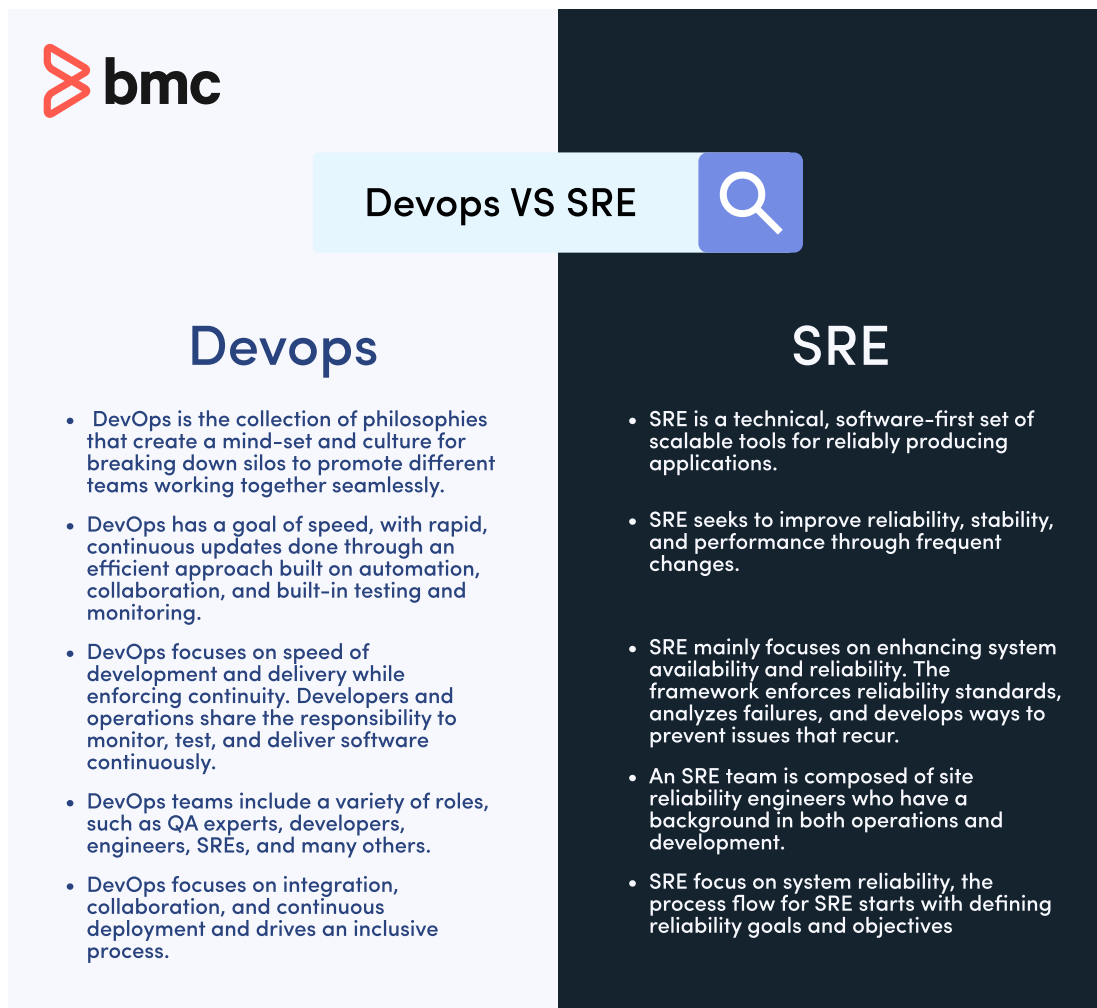 bmc
Devops VS SRE
Devops
• DevOps is the collection of philosophies
that create a mind-set and culture for
breaking down silos to promote different
teams working together seamlessly.
• DevOps has a goal of speed, with rapid,
continuous updates done through an
efficient approach built on automation,
collaboration, and built-in testing and
monitoring.
• DevOps focuses on speed of
development and delivery while
enforcing continuity. Developers and
operations share the responsibility to
monitor, test, and deliver software
continuously.
• DevOps teams include a variety of roles,
such as QA experts, developers,
engineers, SREs, and many others.
• DevOps focuses on integration,
collaboration, and continuous
deployment and drives an inclusive
process.
SRE
• SRE is a technical, software-first set of
scalable tools for reliably producing
applications.
• SRE seeks to improve reliability, stability,
and performance through frequent
changes.
• SRE mainly focuses on enhancing system
availability and reliability. The
framework enforces reliability standards,
analyzes failures, and develops ways to
prevent issues that recur.
• An SRE team is composed of site
reliability engineers who have a
background in both operations and
development.
• SRE focus on system reliability, the
process flow for SRE starts with defining
reliability goals and objectives